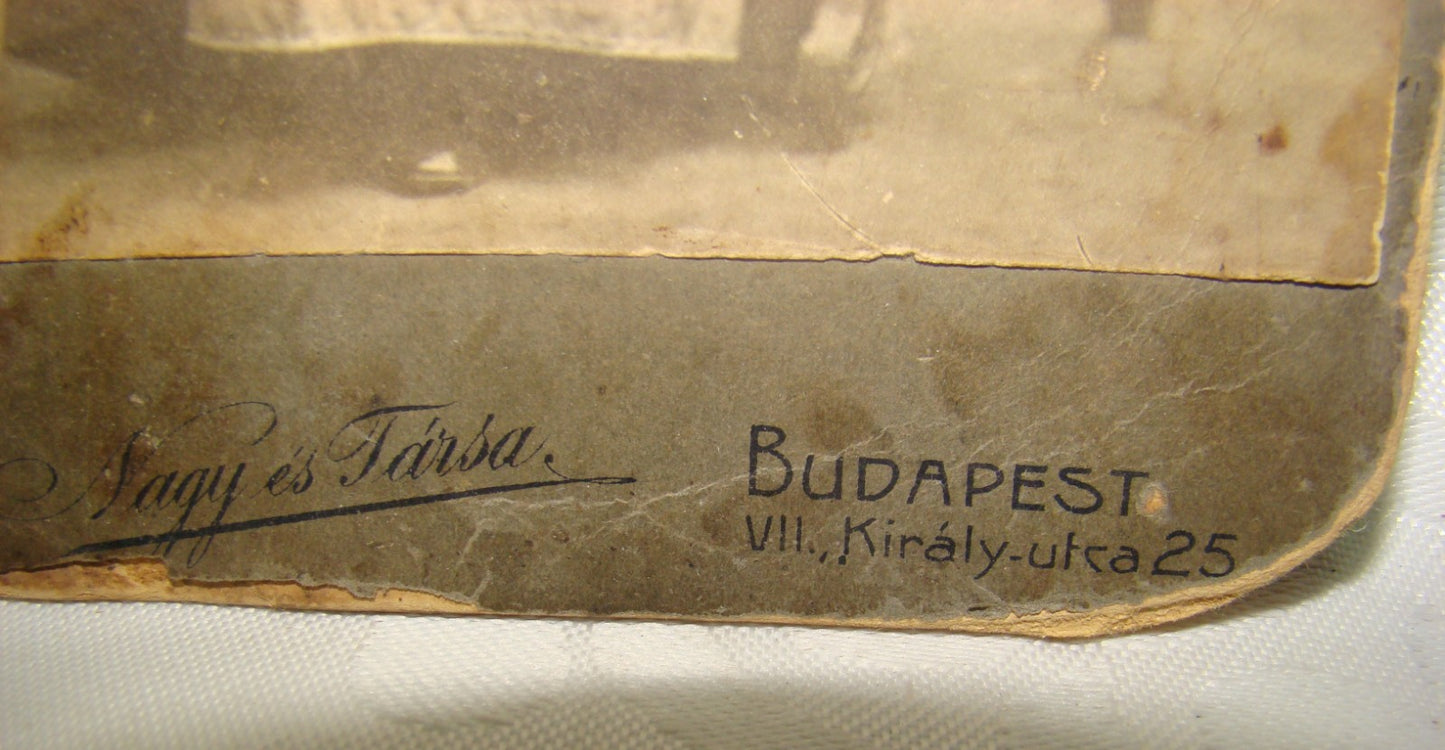 Nagy és Társa.
BUDAPEST
VII., Király-utca 25